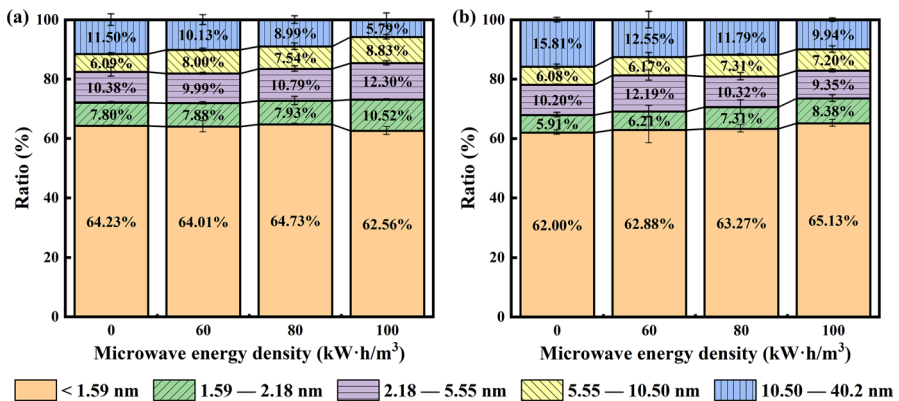 (a)
Ratio (%)
100
80
60
40
20
0
11.50% 10.13% 8.99% 5.79%
6.09% 8.00% 7.54% 8.83%
10.38% 9.99% 10.79% 12.30%
7.80% 7.88% 7.93% 10.52%
64.23% 64.01% 64.73% 62.56%
0 60 80 100
Microwave energy density (kW·h/m³)
(b)
Ratio (%)
100
80
60
40
20
0
15.81% 12.55% 11.79% 9.94%
6.08% 6.17% 7.31% 7.20%
10.20% 12.19% 10.32% 9.35%
5.91% 6.21% 7.31% 8.38%
62.00% 62.88% 63.27% 65.13%
0 60 80 100
Microwave energy density (kW·h/m³)
< 1.59 nm 1.59 — 2.18 nm 2.18 — 5.55 nm 5.55 — 10.50 nm 10.50 — 40.2 nm